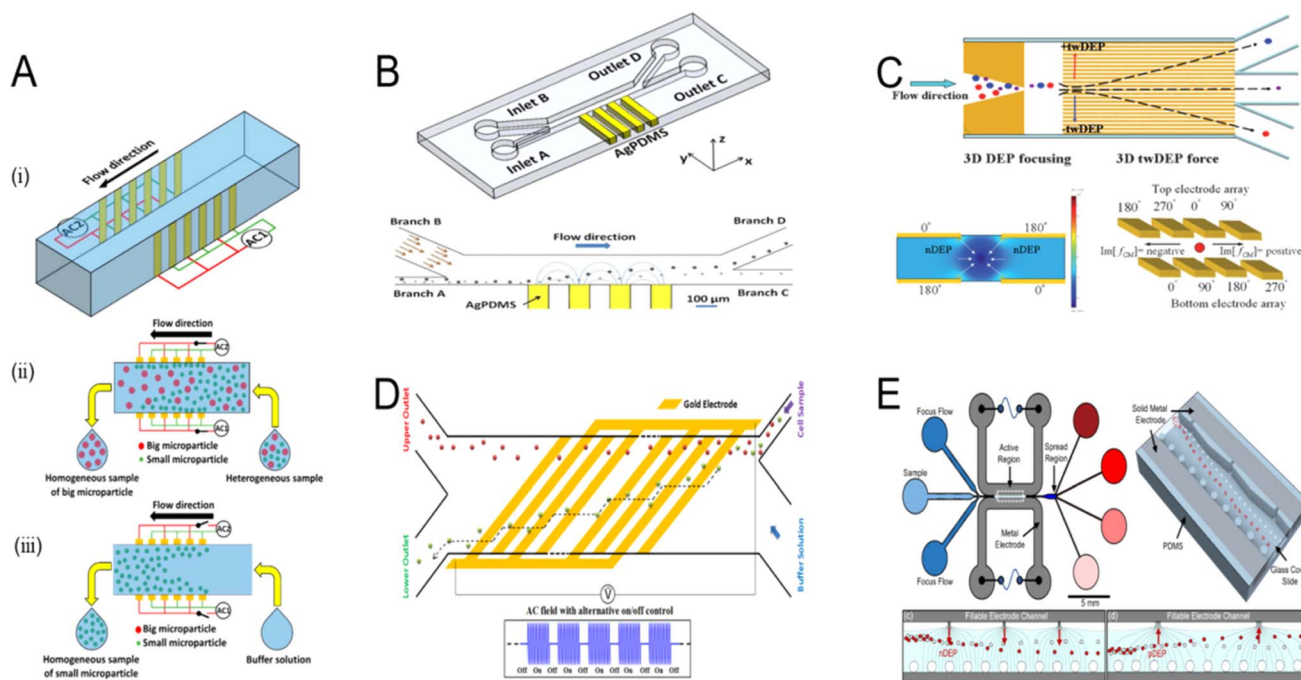 A
(i)
Flow direction
AC2
AC1
(ii)
Flow direction
AC2
AC1
Big microparticle
Small microparticle
Homogeneous sample
of big microparticle
Heterogeneous sample
(iii)
Flow direction
AC2
AC1
Big microparticle
Small microparticle
Homogeneous sample
of small microparticle
Buffer solution
B
Outlet D
Inlet B
Outlet C
Inlet A
AgPDMS
z
y
x
Branch B
Branch D
Flow direction
Branch A
Branch C
AgPDMS
100 µm
C
+twDEP
Flow direction
-twDEP
3D DEP focusing
3D twDEP force
0°
180°
nDEP
nDEP
180°
0°
Top electrode array
180° 270° 0° 90°
Im[fCM]= negative
Im[fCM]= positive
0° 90° 180° 270°
Bottom electrode array
D
Upper Outlet
Gold Electrode
Cell Sample
Lower Outlet
Buffer Solution
V
AC field with alternative on/off control
Off On Off On Off On Off On Off On Off
E
Focus Flow
Sample
Focus Flow
Active
Region
Spread
Region
Metal
Electrode
5 mm
Solid Metal
Electrode
PDMS
Glass Cov
Slide
(c)
Fillable Electrode Channel
nDEP
(d)
Fillable Electrode Channel
pDEP